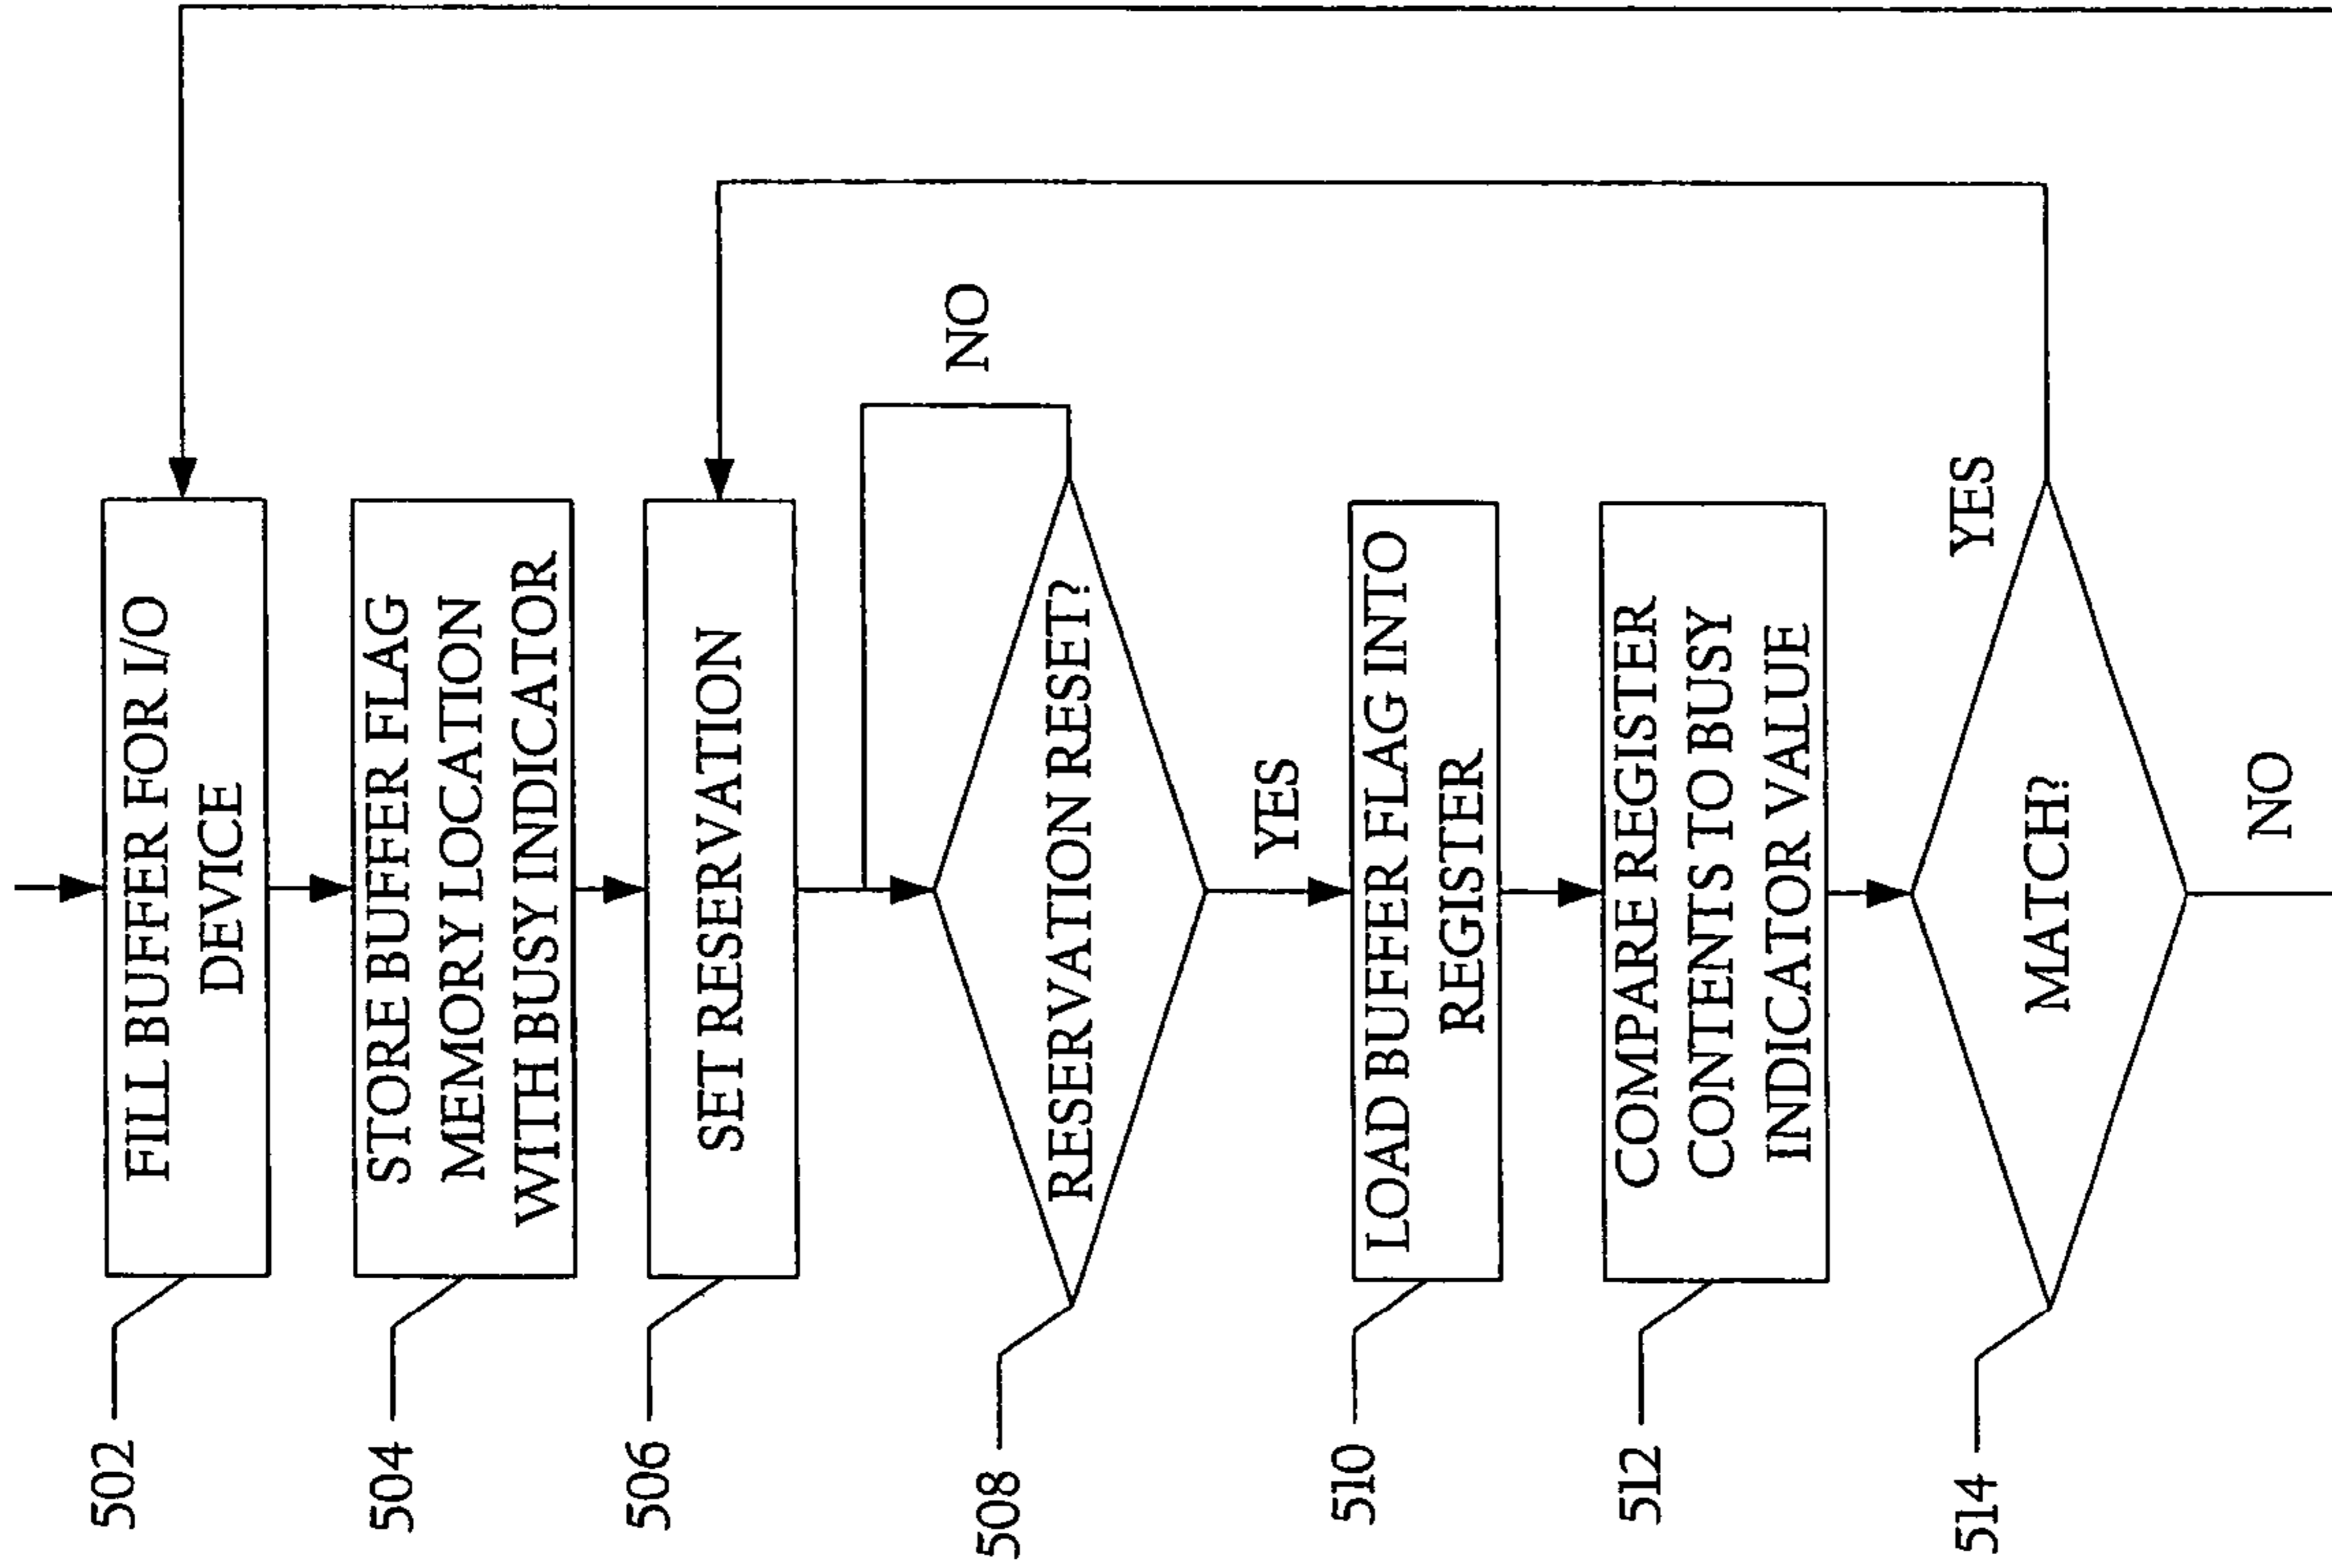 502
FILL BUFFER FOR I/O
DEVICE
504
STORE BUFFER FLAG
MEMORY LOCATION
WITH BUSY INDICATOR
506
SET RESERVATION
508
RESERVATION RESET?
NO
YES
510
LOAD BUFFER FLAG INTO
REGISTER
512
COMPARE REGISTER
CONTENTS TO BUSY
INDICATOR VALUE
514
MATCH?
YES
NO